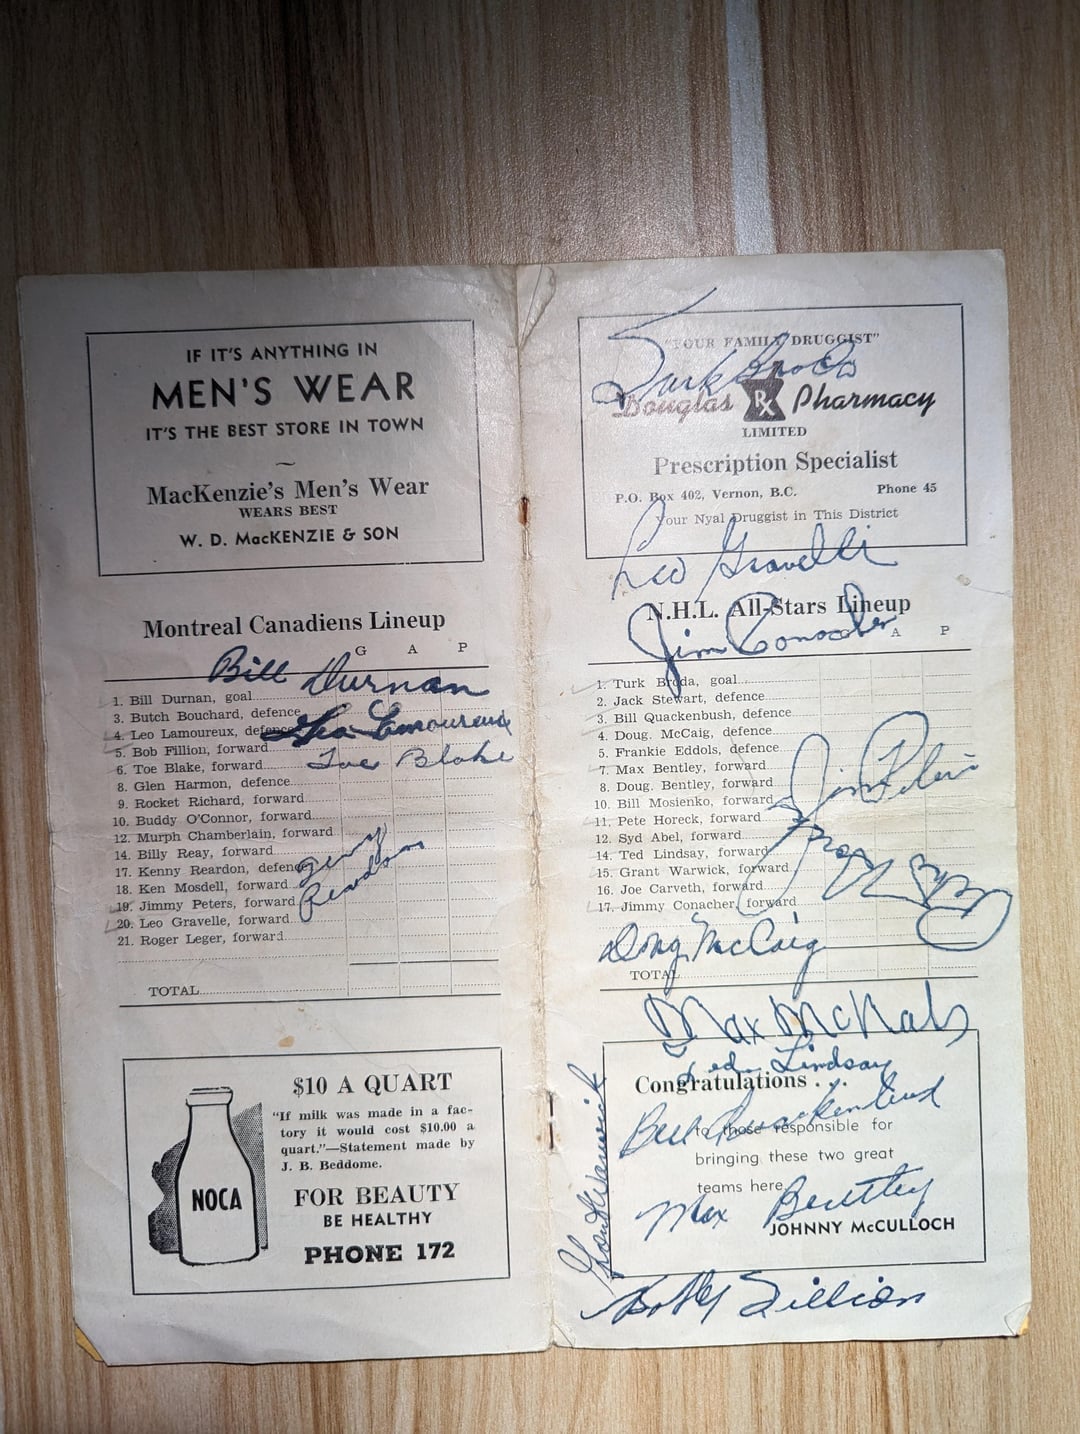 IF IT'S ANYTHING IN
MEN'S WEAR
IT'S THE BEST STORE IN TOWN
MacKenzie's Men's Wear
WEARS BEST
W. D. MacKENZIE & SON
Montreal Canadiens Lineup
G A P
Bill Durnan
1. Bill Durnan, goal
3. Butch Bouchard, defence
4. Leo Lamoureux, defence
Leo Lamoureux
5. Bob Fillion, forward
6. Toe Blake, forward
Toe Blake
8. Glen Harmon, defence
9. Rocket Richard, forward
10. Buddy O'Connor, forward
12. Murph Chamberlain, forward
14. Billy Reay, forward
17. Kenny Reardon, defence
Kenny
Reardon
18. Ken Mosdell, forward
19. Jimmy Peters, forward
20. Leo Gravelle, forward
21. Roger Leger, forward
TOTAL
$10 A QUART
"If milk was made in a fac-
tory it would cost $10.00 a
quart."—Statement made by
J. B. Beddome.
NOCA
FOR BEAUTY
BE HEALTHY
PHONE 172
"YOUR FAMILY DRUGGIST"
Turk Broda
Douglas Rx Pharmacy
LIMITED
Prescription Specialist
P.O. Box 402, Vernon, B.C. Phone 45
Your Nyal Druggist in This District
Leo Gravelle
N.H.L. All-Stars Lineup
Jim Conacher
A P
1. Turk Broda, goal
2. Jack Stewart, defence
3. Bill Quackenbush, defence
4. Doug. McCaig, defence
5. Frankie Eddols, defence
7. Max Bentley, forward
8. Doug. Bentley, forward
10. Bill Mosienko, forward
11. Pete Horeck, forward
12. Syd Abel, forward
14. Ted Lindsay, forward
15. Grant Warwick, forward
16. Joe Carveth, forward
17. Jimmy Conacher, forward
Doug McCaig
TOTAL
Max McNab
Ted Lindsay
Congratulations . . .
Bill Quackenbush
to those responsible for
bringing these two great
teams here
Max Bentley
JOHNNY McCULLOCH
Grant Warwick
Bobby Fillion